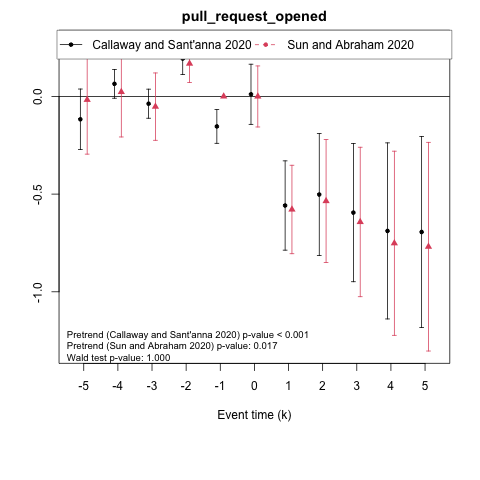 pull_request_opened
Callaway and Sant'anna 2020
Sun and Abraham 2020
0.0
-0.5
-1.0
Pretrend (Callaway and Sant'anna 2020) p-value < 0.001
Pretrend (Sun and Abraham 2020) p-value: 0.017
Wald test p-value: 1.000
-5 -4 -3 -2 -1 0 1 2 3 4 5
Event time (k)